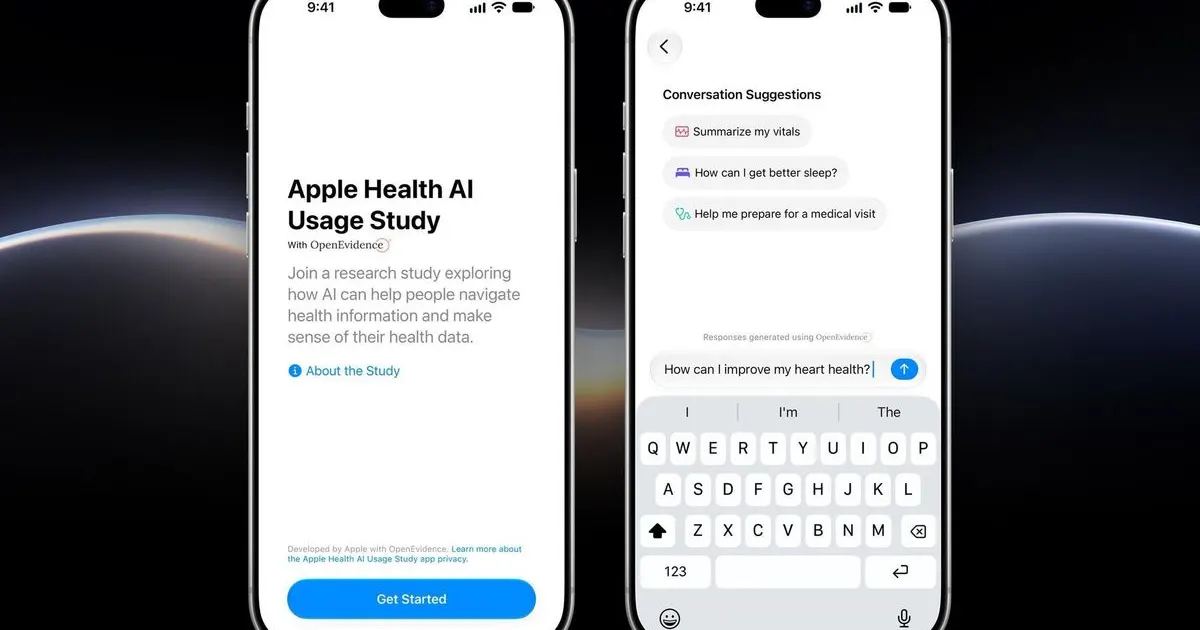 9:41
Apple Health AI
Usage Study
With OpenEvidence
Join a research study exploring
how AI can help people navigate
health information and make
sense of their health data.
About the Study
Developed by Apple with OpenEvidence. Learn more about
the Apple Health AI Usage Study app privacy.
Get Started
9:41
Conversation Suggestions
Summarize my vitals
How can I get better sleep?
Help me prepare for a medical visit
Responses generated using OpenEvidence
How can I improve my heart health?
I I'm The
Q W E R T Y U I O P
A S D F G H J K L
Z X C V B N M
123